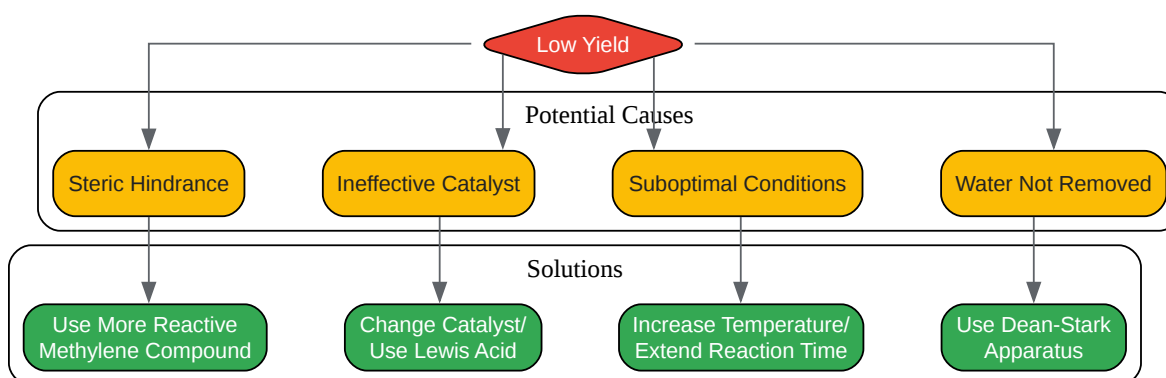 Low Yield
Potential Causes
Steric Hindrance
Ineffective Catalyst
Suboptimal Conditions
Water Not Removed
Solutions
Use More Reactive
Methylene Compound
Change Catalyst/
Use Lewis Acid
Increase Temperature/
Extend Reaction Time
Use Dean-Stark
Apparatus